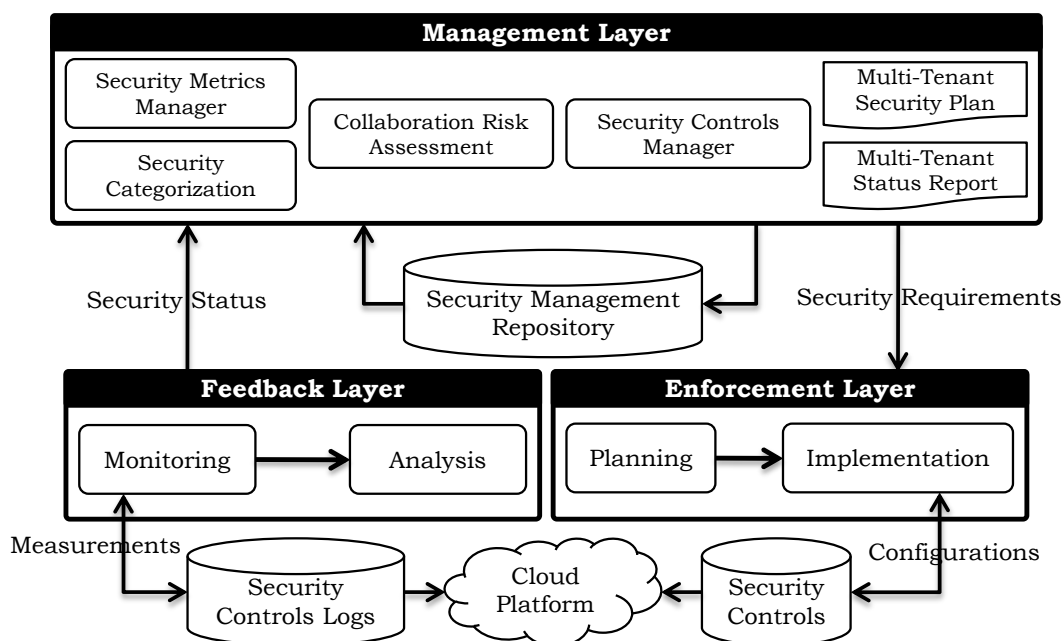 Management Layer
Security Metrics
Manager
Security
Categorization
Collaboration Risk
Assessment
Security Controls
Manager
Multi-Tenant
Security Plan
Multi-Tenant
Status Report
Security Status
Security Management
Repository
Security Requirements
Feedback Layer
Monitoring
Analysis
Enforcement Layer
Planning
Implementation
Measurements
Security
Controls Logs
Cloud
Platform
Security
Controls
Configurations